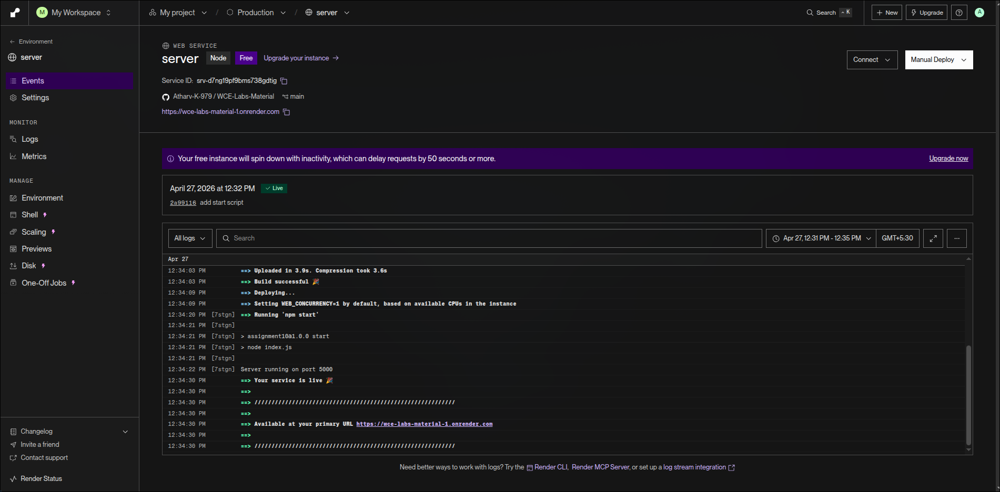 M My Workspace
My project / Production / server
Search ^ K
+ New
Upgrade
A
← Environment
server
Events
Settings
MONITOR
Logs
Metrics
MANAGE
Environment
Shell
Scaling
Previews
Disk
One-Off Jobs
Changelog
Invite a friend
Contact support
Render Status
WEB SERVICE
server Node Free Upgrade your instance →
Connect
Manual Deploy
Service ID: srv-d7ng19pf9bms738gdtig
Atharv-K-979 / WCE-Labs-Material main
https://wce-labs-material-1.onrender.com
Your free instance will spin down with inactivity, which can delay requests by 50 seconds or more.
Upgrade now
April 27, 2026 at 12:32 PM ✓ Live
2a99116 add start script
All logs
Search
Apr 27, 12:31 PM - 12:35 PM
GMT+5:30
...
Apr 27
12:34:03 PM ==> Uploaded in 3.9s. Compression took 3.6s
12:34:03 PM ==> Build successful 🎉
12:34:09 PM ==> Deploying...
12:34:09 PM ==> Setting WEB_CONCURRENCY=1 by default, based on available CPUs in the instance
12:34:20 PM [7stgn] ==> Running 'npm start'
12:34:21 PM [7stgn]
12:34:21 PM [7stgn] > assignment10@1.0.0 start
12:34:21 PM [7stgn] > node index.js
12:34:21 PM [7stgn]
12:34:22 PM [7stgn] Server running on port 5000
12:34:30 PM ==> Your service is live 🎉
12:34:30 PM ==>
12:34:30 PM ==> ///////////////////////////////////////////////////////////
12:34:30 PM ==>
12:34:30 PM ==> Available at your primary URL https://wce-labs-material-1.onrender.com
12:34:30 PM ==>
12:34:30 PM ==> ///////////////////////////////////////////////////////////
Need better ways to work with logs? Try the Render CLI, Render MCP Server, or set up a log stream integration